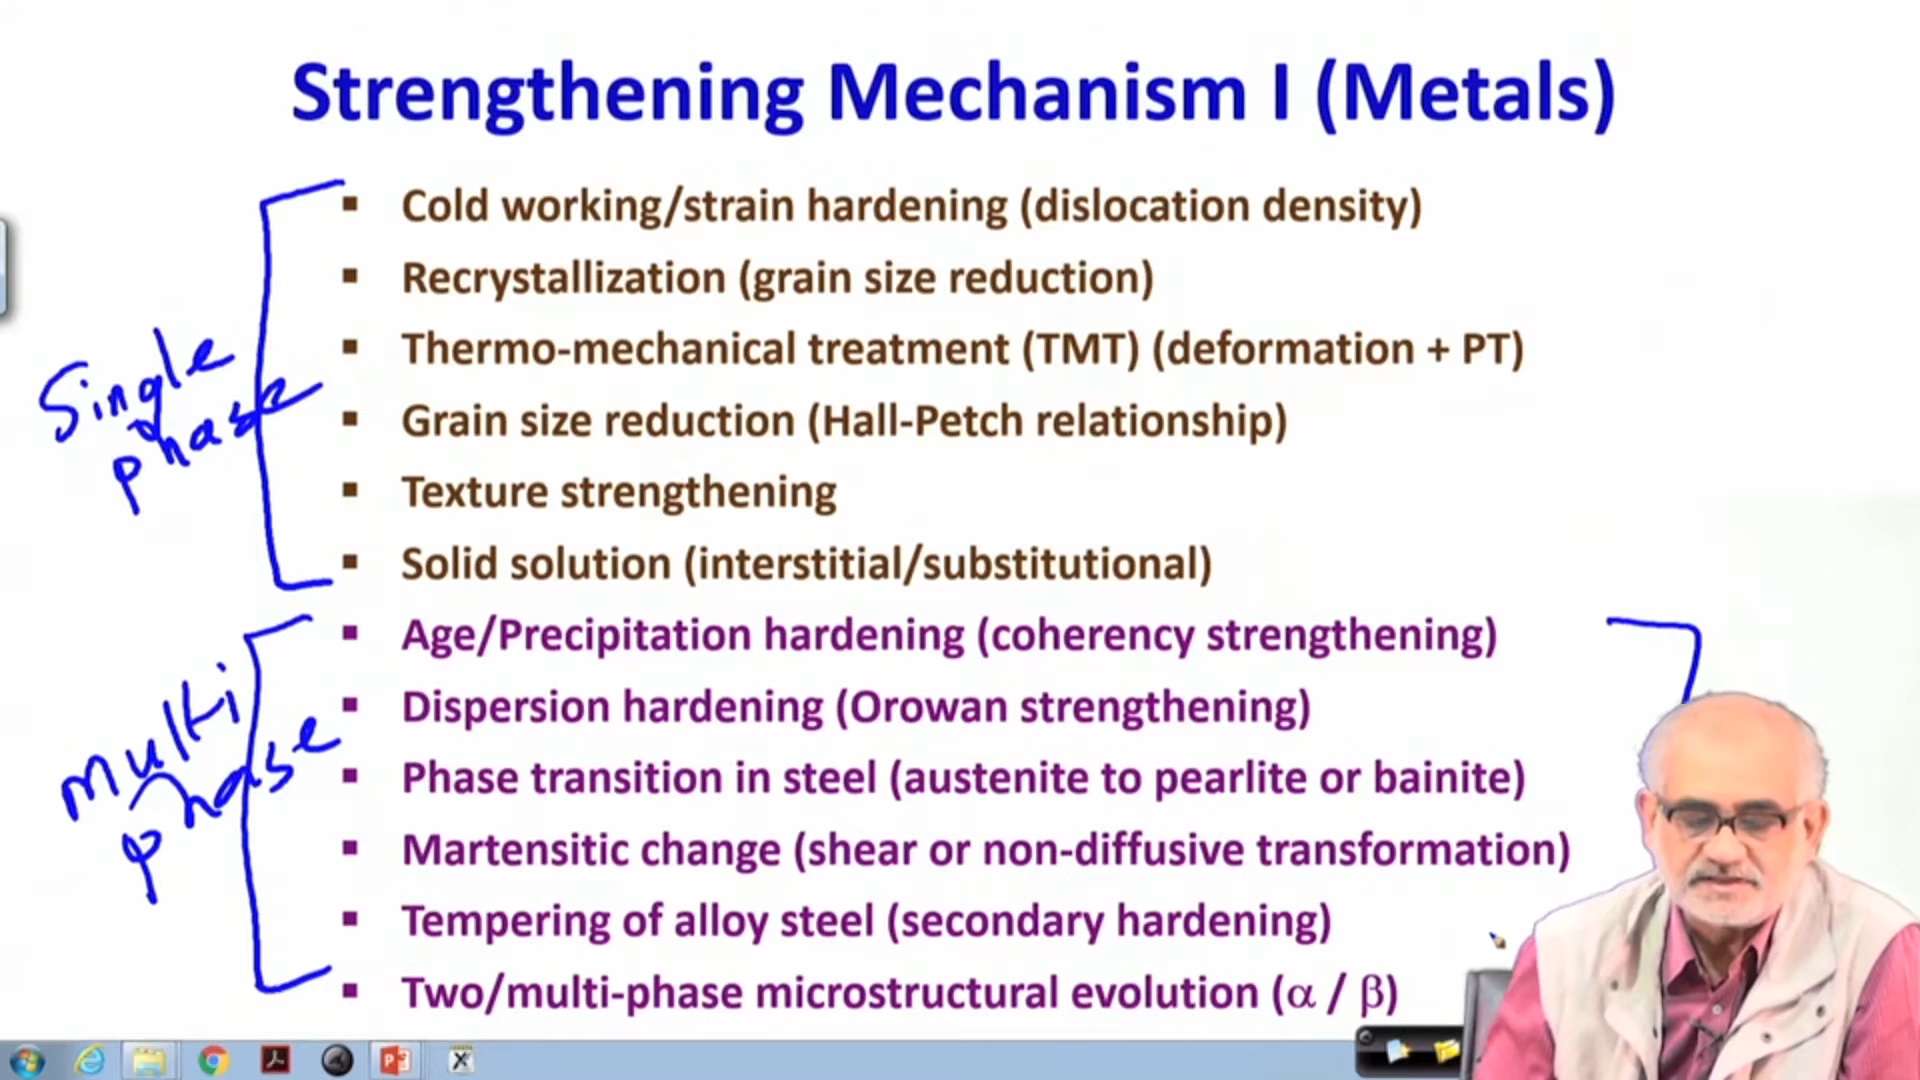 Strengthening Mechanism I (Metals)
▪ Cold working/strain hardening (dislocation density)
▪ Recrystallization (grain size reduction)
▪ Thermo-mechanical treatment (TMT) (deformation + PT)
▪ Grain size reduction (Hall-Petch relationship)
▪ Texture strengthening
▪ Solid solution (interstitial/substitutional)
Single
phase
▪ Age/Precipitation hardening (coherency strengthening)
▪ Dispersion hardening (Orowan strengthening)
▪ Phase transition in steel (austenite to pearlite or bainite)
▪ Martensitic change (shear or non-diffusive transformation)
▪ Tempering of alloy steel (secondary hardening)
▪ Two/multi-phase microstructural evolution (α / β)
Multi
phase